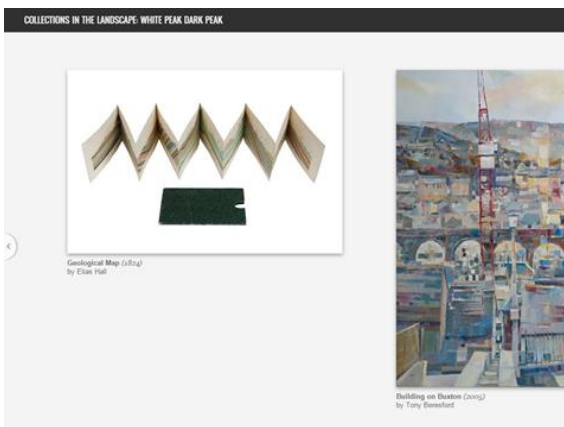 COLLECTIONS IN THE LANDSCAPE: WHITE PEAK DARK PEAK
Geological Map (1824)
by Elias Hall
Building on Buxton (2005)
by Tony Beresford